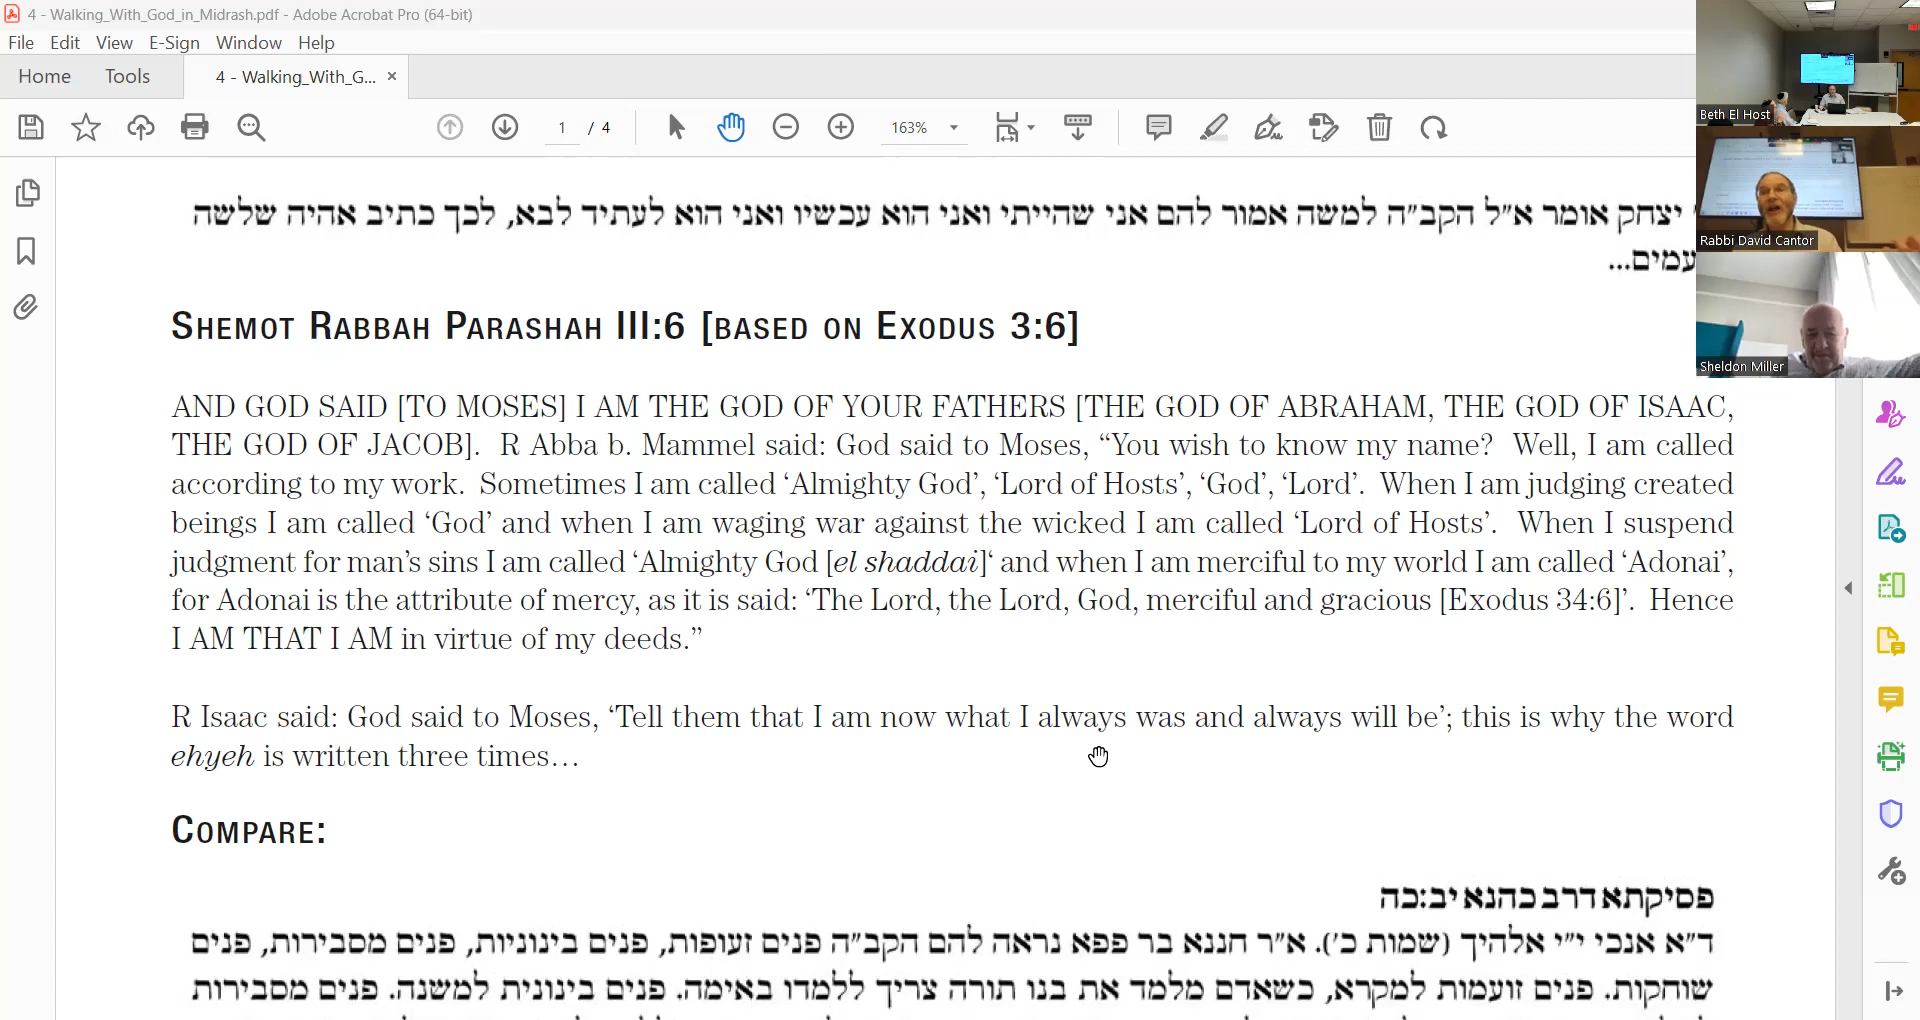 4 - Walking_With_God_in_Midrash.pdf - Adobe Acrobat Pro (64-bit)
File Edit View E-Sign Window Help
Home Tools 4 - Walking_With_G... ×
1 / 4 163%
יצחק אומר א״ל הקב״ה למשה אמור להם אני שהייתי ואני הוא עכשיו ואני הוא לעתיד לבא, לכך כתיב אהיה שלשה
עמים...
SHEMOT RABBAH PARASHAH III:6 [BASED ON EXODUS 3:6]
AND GOD SAID [TO MOSES] I AM THE GOD OF YOUR FATHERS [THE GOD OF ABRAHAM, THE GOD OF ISAAC,
THE GOD OF JACOB]. R Abba b. Mammel said: God said to Moses, “You wish to know my name? Well, I am called
according to my work. Sometimes I am called ‘Almighty God’, ‘Lord of Hosts’, ‘God’, ‘Lord’. When I am judging created
beings I am called ‘God’ and when I am waging war against the wicked I am called ‘Lord of Hosts’. When I suspend
judgment for man’s sins I am called ‘Almighty God [el shaddai]‘ and when I am merciful to my world I am called ‘Adonai’,
for Adonai is the attribute of mercy, as it is said: ‘The Lord, the Lord, God, merciful and gracious [Exodus 34:6]’. Hence
I AM THAT I AM in virtue of my deeds.”
R Isaac said: God said to Moses, ‘Tell them that I am now what I always was and always will be’; this is why the word
ehyeh is written three times…
COMPARE:
פסיקתא דרב כהנא יב:כה
ד״א אנכי י״י אלהיך (שמות כ׳). א״ר חננא בר פפא נראה להם הקב״ה פנים זעופות, פנים בינוניות, פנים מסבירות, פנים
שוחקות. פנים זועמות למקרא, כשאדם מלמד את בנו תורה צריך ללמדו באימה. פנים בינונית למשנה. פנים מסבירות
Beth El Host
Rabbi David Cantor
Sheldon Miller